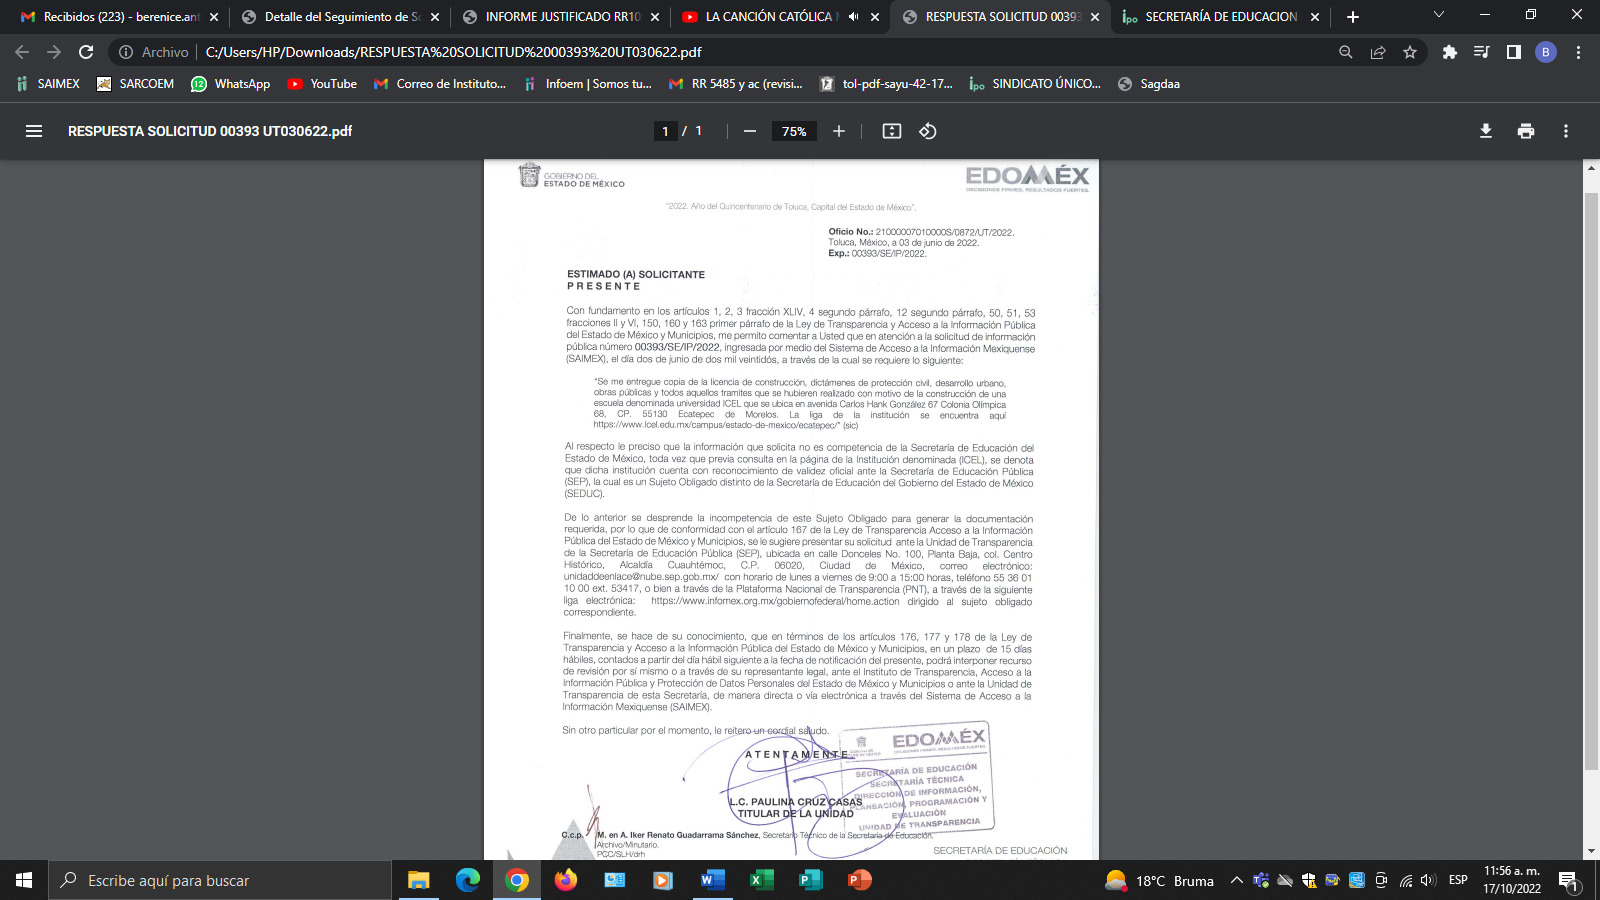 Recibidos (223) - berenice.ant
Detalle del Seguimiento de So
INFORME JUSTIFICADO RR10
LA CANCIÓN CATÓLICA
RESPUESTA SOLICITUD 00393
ipo SECRETARÍA DE EDUCACION
Archivo C:/Users/HP/Downloads/RESPUESTA%20SOLICITUD%2000393%20UT030622.pdf
B
SAIMEX SARCOEM 12 WhatsApp YouTube Correo de Instituto... Infoem | Somos tu... RR 5485 y ac (revisi... tol-pdf-sayu-42-17... ipo SINDICATO ÚNICO... Sagdaa
RESPUESTA SOLICITUD 00393 UT030622.pdf 1 / 1 75%
GOBIERNO DEL
ESTADO DE MÉXICO
EDOMÉX
DECISIONES FIRMES, RESULTADOS FUERTES.
"2022. Año del Quincentenario de Toluca, Capital del Estado de México".
Oficio No.: 21000007010000S/0872/UT/2022.
Toluca, México, a 03 de junio de 2022.
Exp.: 00393/SE/IP/2022.
ESTIMADO (A) SOLICITANTE
P R E S E N T E
Con fundamento en los artículos 1, 2, 3 fracción XLIV, 4 segundo párrafo, 12 segundo párrafo, 50, 51, 53
fracciones II y VI, 150, 160 y 163 primer párrafo de la Ley de Transparencia y Acceso a la Información Pública
del Estado de México y Municipios, me permito comentar a Usted que en atención a la solicitud de información
pública número 00393/SE/IP/2022, ingresada por medio del Sistema de Acceso a la Información Mexiquense
(SAIMEX), el día dos de junio de dos mil veintidós, a través de la cual se requiere lo siguiente:
"Se me entregue copia de la licencia de construcción, dictámenes de protección civil, desarrollo urbano,
obras públicas y todos aquellos tramites que se hubieren realizado con motivo de la construcción de una
escuela denominada universidad ICEL que se ubica en avenida Carlos Hank González 67 Colonia Olímpica
68, CP. 55130 Ecatepec de Morelos. La liga de la institución se encuentra aquí
https://www.icel.edu.mx/campus/estado-de-mexico/ecatepec/" (sic)
Al respecto le preciso que la información que solicita no es competencia de la Secretaría de Educación del
Estado de México, toda vez que previa consulta en la página de la Institución denominada (ICEL), se denota
que dicha institución cuenta con reconocimiento de validez oficial ante la Secretaría de Educación Pública
(SEP), la cual es un Sujeto Obligado distinto de la Secretaría de Educación del Gobierno del Estado de México
(SEDUC).
De lo anterior se desprende la incompetencia de este Sujeto Obligado para generar la documentación
requerida, por lo que de conformidad con el artículo 167 de la Ley de Transparencia Acceso a la Información
Pública del Estado de México y Municipios, se le sugiere presentar su solicitud ante la Unidad de Transparencia
de la Secretaría de Educación Pública (SEP), ubicada en calle Donceles No. 100, Planta Baja, col. Centro
Histórico, Alcaldía Cuauhtémoc, C.P. 06020, Ciudad de México, correo electrónico:
unidaddeenlace@nube.sep.gob.mx/ con horario de lunes a viernes de 9:00 a 15:00 horas, teléfono 55 36 01
10 00 ext. 53417, o bien a través de la Plataforma Nacional de Transparencia (PNT), a través de la siguiente
liga electrónica: https://www.infomex.org.mx/gobiernofederal/home.action dirigido al sujeto obligado
correspondiente.
Finalmente, se hace de su conocimiento, que en términos de los artículos 176, 177 y 178 de la Ley de
Transparencia y Acceso a la Información Pública del Estado de México y Municipios, en un plazo de 15 días
hábiles, contados a partir del día hábil siguiente a la fecha de notificación del presente, podrá interponer recurso
de revisión por sí mismo o a través de su representante legal, ante el Instituto de Transparencia, Acceso a la
Información Pública y Protección de Datos Personales del Estado de México y Municipios o ante la Unidad de
Transparencia de esta Secretaría, de manera directa o vía electrónica a través del Sistema de Acceso a la
Información Mexiquense (SAIMEX).
Sin otro particular por el momento, le reitero un cordial saludo.
A T E N T A M E N T E
L.C. PAULINA CRUZ CASAS
TITULAR DE LA UNIDAD
EDOMÉX
SECRETARÍA DE EDUCACIÓN
SECRETARÍA TÉCNICA
DIRECCIÓN DE INFORMACIÓN,
PLANEACIÓN, PROGRAMACIÓN Y
EVALUACIÓN
UNIDAD DE TRANSPARENCIA
C.c.p. M. en A. Iker Renato Guadarrama Sánchez, Secretario Técnico de la Secretaría de Educación.
Archivo/Minutario.
PCC/SLH/drh
SECRETARÍA DE EDUCACIÓN
Escribe aquí para buscar
18°C Bruma
ESP
11:56 a. m.
17/10/2022
1